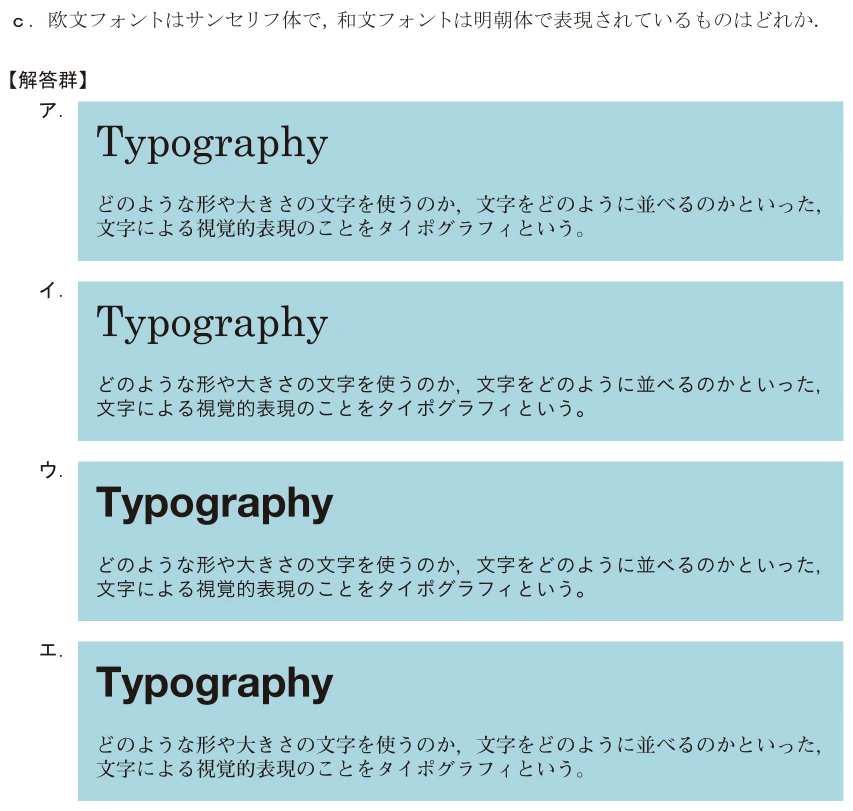 c. 欧文フォントはサンセリフ体で, 和文フォントは明朝体で表現されているものはどれか.
【解答群】
ア.
Typography
どのような形や大きさの文字を使うのか, 文字をどのように並べるのかといった,
文字による視覚的表現のことをタイポグラフィという。
イ.
Typography
どのような形や大きさの文字を使うのか, 文字をどのように並べるのかといった,
文字による視覚的表現のことをタイポグラフィという。
ウ.
Typography
どのような形や大きさの文字を使うのか, 文字をどのように並べるのかといった,
文字による視覚的表現のことをタイポグラフィという。
エ.
Typography
どのような形や大きさの文字を使うのか, 文字をどのように並べるのかといった,
文字による視覚的表現のことをタイポグラフィという。